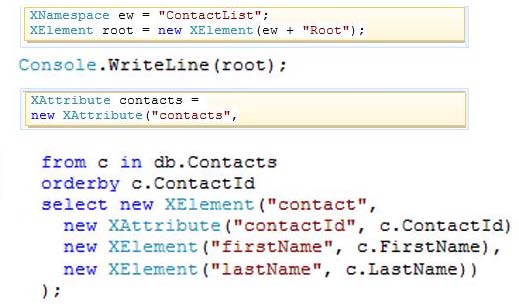 XNamespace ew = "ContactList";
XElement root = new XElement(ew + "Root");
Console.WriteLine(root);
XAttribute contacts =
new XAttribute("contacts",
from c in db.Contacts
orderby c.ContactId
select new XElement("contact",
new XAttribute("contactId", c.ContactId)
new XElement("firstName", c.FirstName),
new XElement("lastName", c.LastName))
);